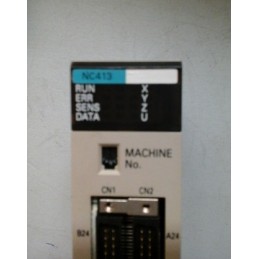 NC413
RUN X
ERR Y
SENS Z
DATA U
MACHINE
No.
CN1 CN2
B24 A24